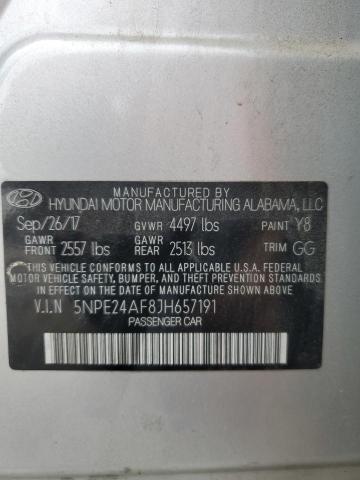 MANUFACTURED BY
HYUNDAI MOTOR MANUFACTURING ALABAMA, LLC
Sep/26/17 GVWR 4497 lbs PAINT Y8
GAWR FRONT 2557 lbs GAWR REAR 2513 lbs TRIM GG
THIS VEHICLE CONFORMS TO ALL APPLICABLE U.S.A. FEDERAL
MOTOR VEHICLE SAFETY, BUMPER, AND THEFT PREVENTION STANDARDS
IN EFFECT ON THE DATE OF MANUFACTURE SHOWN ABOVE.
V.I.N 5NPE24AF8JH657191
PASSENGER CAR